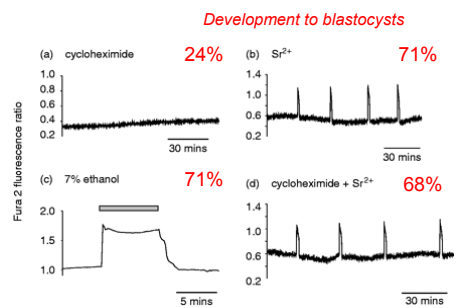 Development to blastocysts
(a) cycloheximide 24%
1.0
0.8
0.6
0.4
0.2
30 mins
(b) Sr2+ 71%
1.4
1.0
0.6
0.2
30 mins
Fura 2 fluorescence ratio
(c) 7% ethanol 71%
2.0
1.5
1.0
5 mins
(d) cycloheximide + Sr2+ 68%
1.4
1.0
0.6
0.2
30 mins